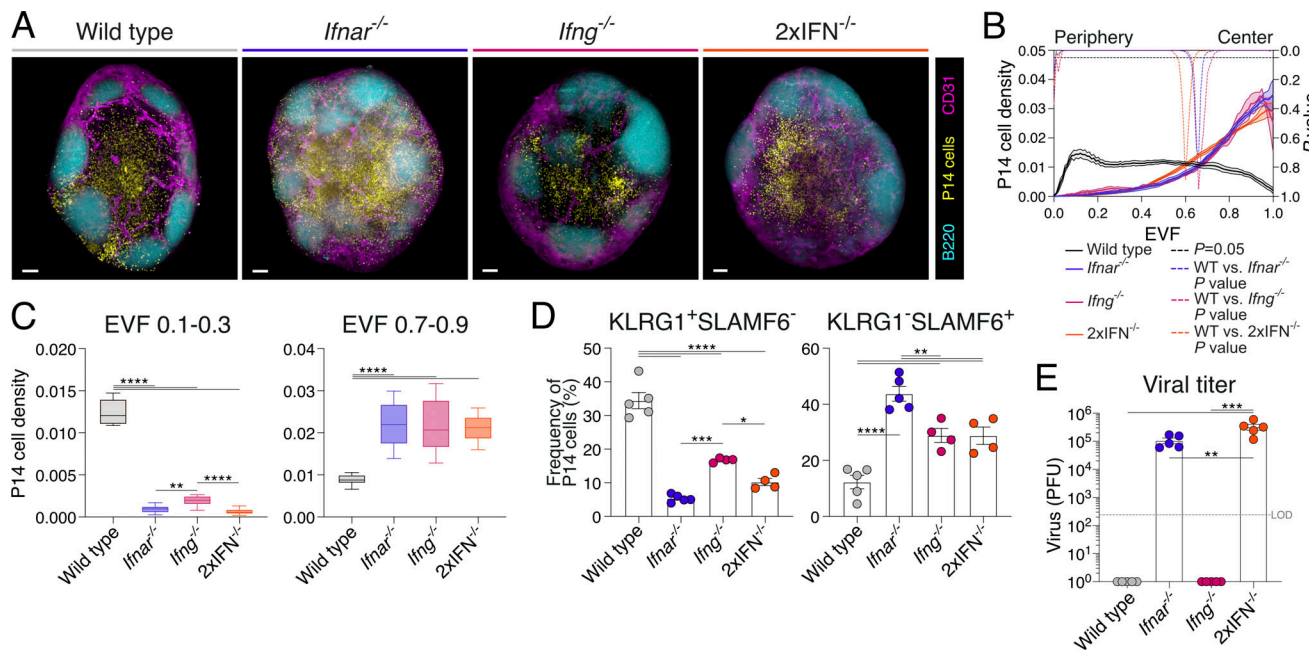 A
Wild type
Ifnar-/-
Ifng-/-
2xIFN-/-
B220 P14 cells CD31
B
Periphery Center
P14 cell density
0.05
0.04
0.03
0.02
0.01
0.00
0.0 0.2 0.4 0.6 0.8 1.0
EVF
0.0
0.2
0.4
0.6
0.8
1.0
P value
Wild type
Ifnar-/-
Ifng-/-
2xIFN-/-
P=0.05
WT vs. Ifnar-/-
P value
WT vs. Ifng-/-
P value
WT vs. 2xIFN-/-
P value
C
EVF 0.1-0.3
P14 cell density
0.020
0.015
0.010
0.005
0.000
****
** ****
Wild type Ifnar-/- Ifng-/- 2xIFN-/-
EVF 0.7-0.9
0.04
0.03
0.02
0.01
0.00
****
Wild type Ifnar-/- Ifng-/- 2xIFN-/-
D
KLRG1+SLAMF6-
Frequency of
P14 cells (%)
50
40
30
20
10
0
****
*** *
Wild type Ifnar-/- Ifng-/- 2xIFN-/-
KLRG1-SLAMF6+
60
40
20
0
**
****
Wild type Ifnar-/- Ifng-/- 2xIFN-/-
E
Viral titer
Virus (PFU)
10⁶
10⁵
10⁴
10³
10²
10¹
10⁰
***
**
LOD
Wild type Ifnar-/- Ifng-/- 2xIFN-/-